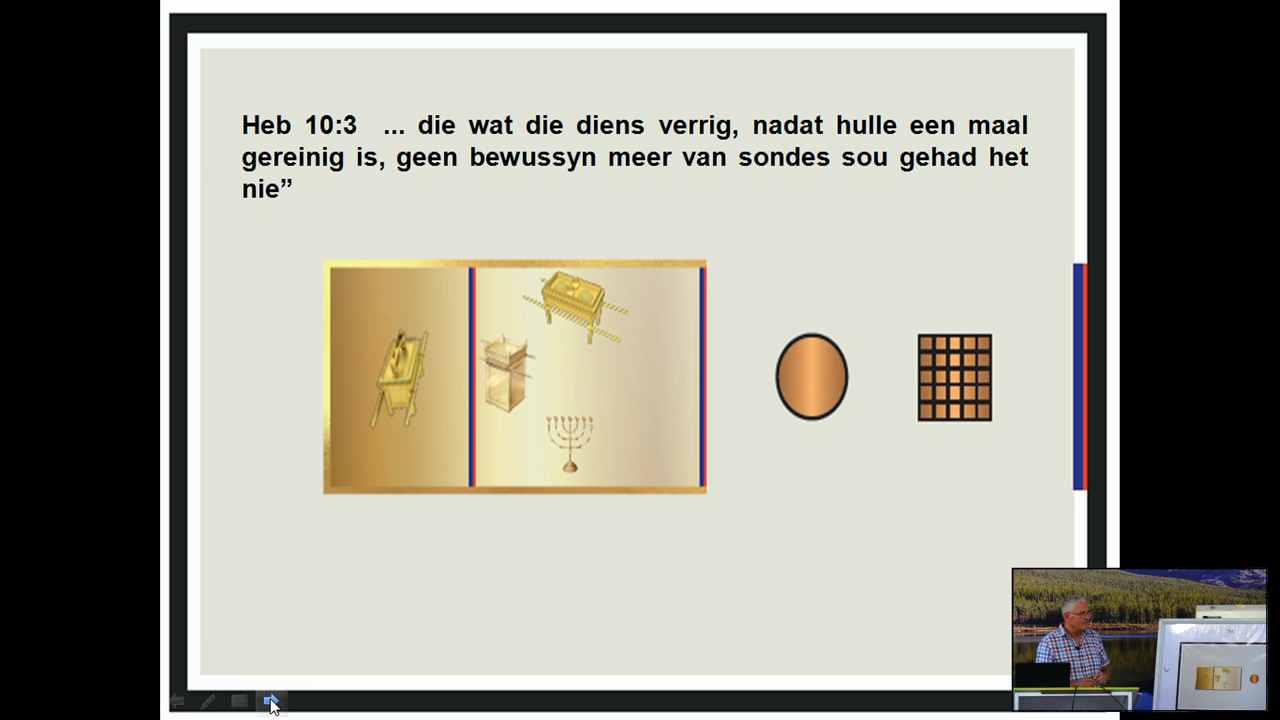 Heb 10:3 ... die wat die diens verrig, nadat hulle een maal
gereinig is, geen bewussyn meer van sondes sou gehad het
nie”